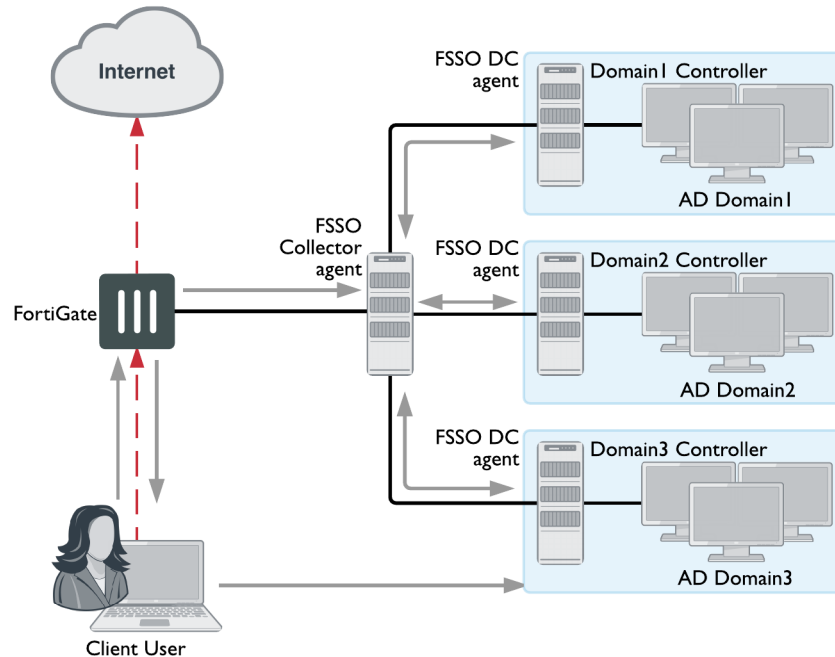 Internet
FSSO DC
agent
Domain1 Controller
AD Domain1
FSSO
Collector
agent
FSSO DC
agent
Domain2 Controller
AD Domain2
FortiGate
FSSO DC
agent
Domain3 Controller
AD Domain3
Client User